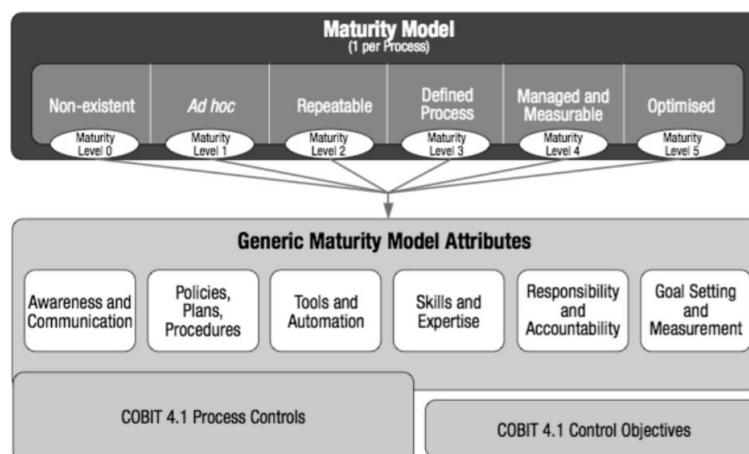 Maturity Model
(1 per Process)
Non-existent
Ad hoc
Repeatable
Defined
Process
Managed and
Measurable
Optimised
Maturity
Level 0
Maturity
Level 1
Maturity
Level 2
Maturity
Level 3
Maturity
Level 4
Maturity
Level 5
Generic Maturity Model Attributes
Awareness and
Communication
Policies,
Plans,
Procedures
Tools and
Automation
Skills and
Expertise
Responsibility
and
Accountability
Goal Setting
and
Measurement
COBIT 4.1 Process Controls
COBIT 4.1 Control Objectives